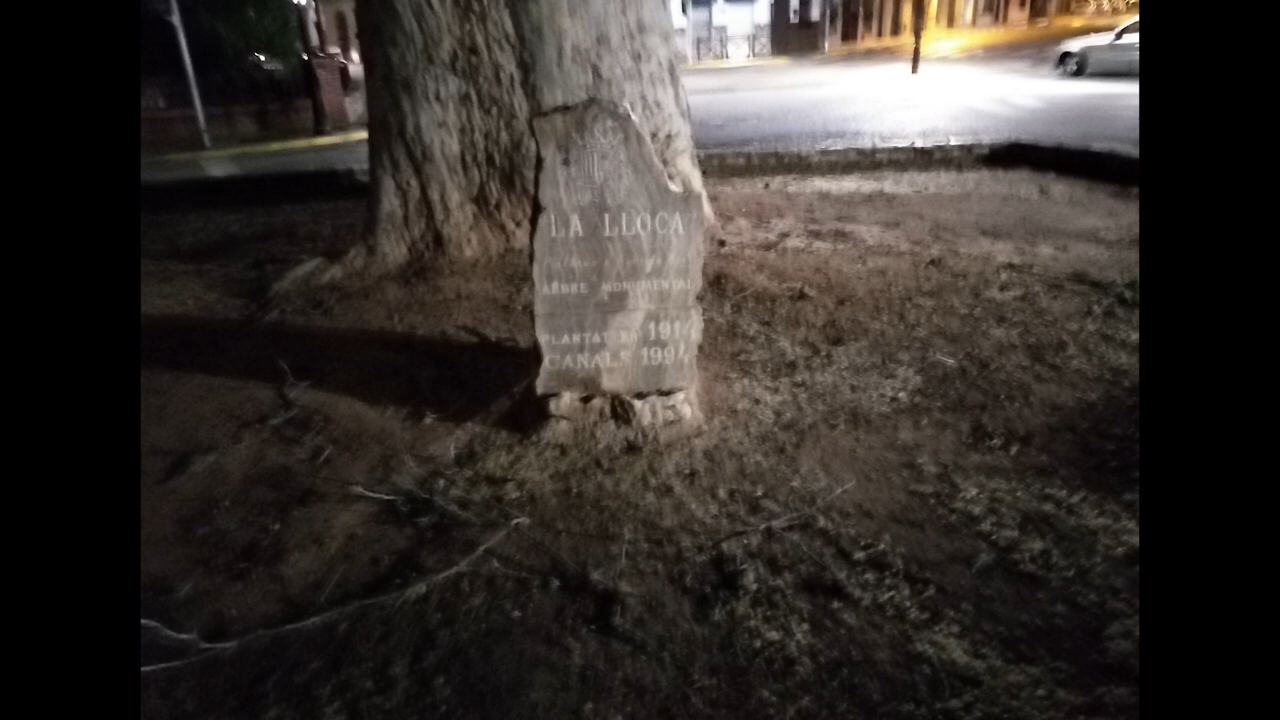 LA LLOCA
ARBRE MONUMENTAL
PLANTAT EN 1914
CANALS 1994